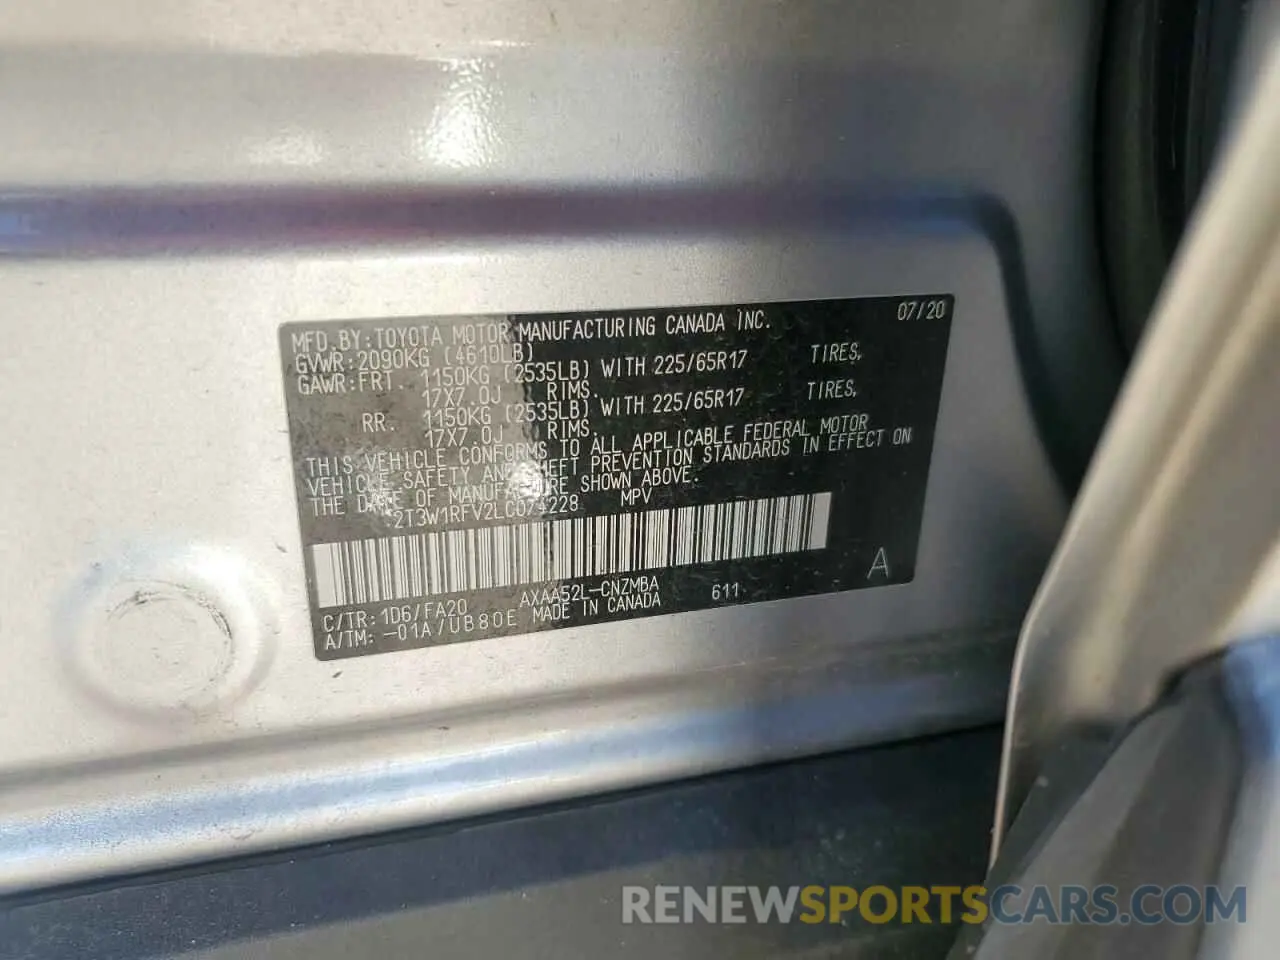 MFD.BY:TOYOTA MOTOR MANUFACTURING CANADA INC. 07/20
GVWR:2090KG (4610LB)
GAWR:FRT. 1150KG (2535LB) WITH 225/65R17 TIRES,
17X7.0J RIMS.
RR. 1150KG (2535LB) WITH 225/65R17 TIRES,
17X7.0J RIMS.
THIS VEHICLE CONFORMS TO ALL APPLICABLE FEDERAL MOTOR
VEHICLE SAFETY AND THEFT PREVENTION STANDARDS IN EFFECT ON
THE DATE OF MANUFACTURE SHOWN ABOVE.
2T3W1RFV2LC074228 MPV
C/TR:1D6/FA20 AXAA52L-CNZMBA 611 A
A/TM:-01A/UB80E MADE IN CANADA
RENEWSPORTSCARS.COM